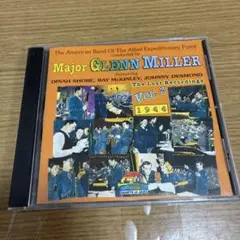 The American Band Of The Allied Expeditionary Force
Conducted By
Major GLENN MILLER
Featuring
DINAH SHORE, RAY McKINLEY, JOHNNY DESMOND
The Lost Recordings
Vol. 2
1944